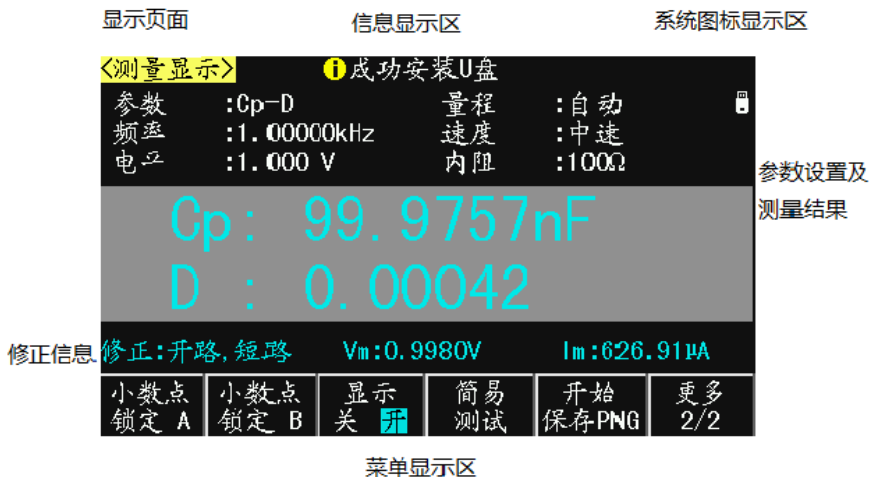 显示页面 信息显示区 系统图标显示区
<测量显示> i 成功安装U盘
参数 :Cp-D 量程 :自动
频率 :1.00000kHz 速度 :中速
电平 :1.000 V 内阻 :100Ω
参数设置及
测量结果
Cp: 99.9757nF
D : 0.00042
修正信息 修正:开路,短路 Vm:0.9980V Im:626.91μA
小数点 小数点 显示 简易 开始 更多
锁定 A 锁定 B 关 开 测试 保存PNG 2/2
菜单显示区